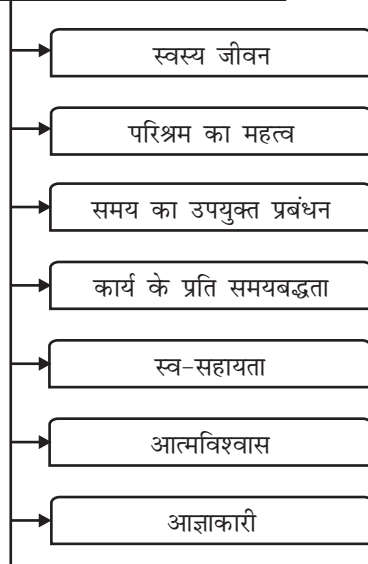 स्वस्य जीवन
परिश्रम का महत्व
समय का उपयुक्त प्रबंधन
कार्य के प्रति समयबद्धता
स्व-सहायता
आत्मविश्वास
आज्ञाकारी